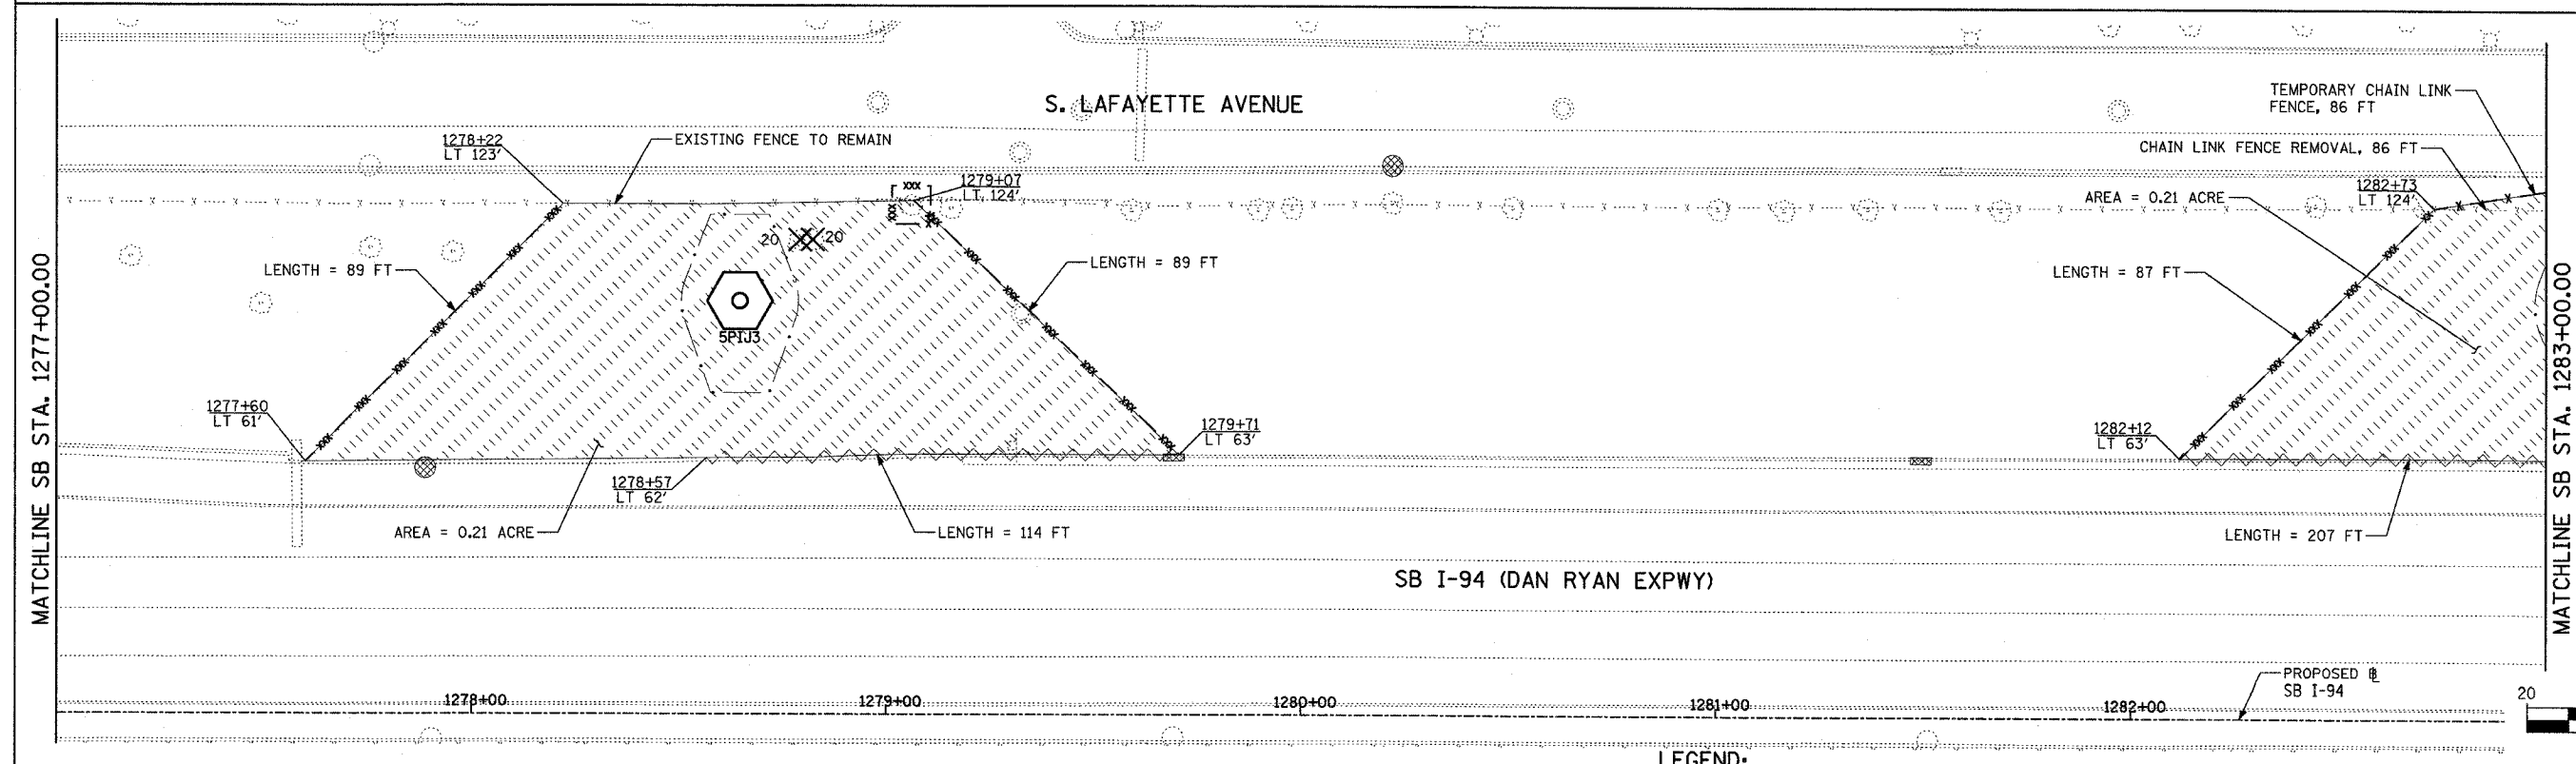 S. LAFAYETTE AVENUE
TEMPORARY CHAIN LINK
FENCE, 86 FT
CHAIN LINK FENCE REMOVAL, 86 FT
EXISTING FENCE TO REMAIN
1278+22
LT 123'
1279+07
LT 124'
1282+73
LT 124'
AREA = 0.21 ACRE
20
20
LENGTH = 89 FT
LENGTH = 89 FT
LENGTH = 87 FT
5PIJ3
MATCHLINE SB STA. 1277+00.00
MATCHLINE SB STA. 1283+00.00
1277+60
LT 61'
1279+71
LT 63'
1282+12
LT 63'
1278+57
LT 62'
AREA = 0.21 ACRE
LENGTH = 114 FT
LENGTH = 207 FT
SB I-94 (DAN RYAN EXPWY)
PROPOSED ℄
SB I-94
20
1278+00
1279+00
1280+00
1281+00
1282+00
LEGEND: